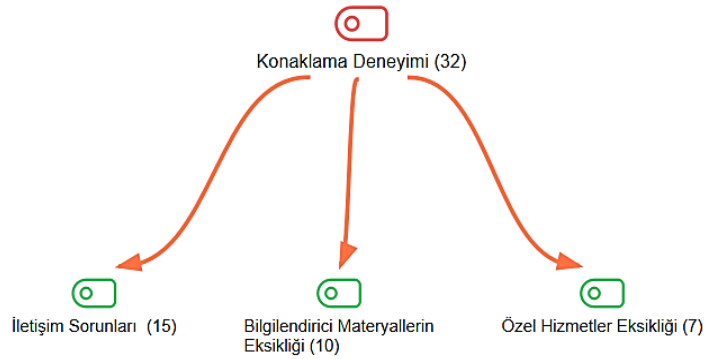 Konaklama Deneyimi (32)
İletişim Sorunları (15)
Bilgilendirici Materyallerin
Eksikliği (10)
Özel Hizmetler Eksikliği (7)